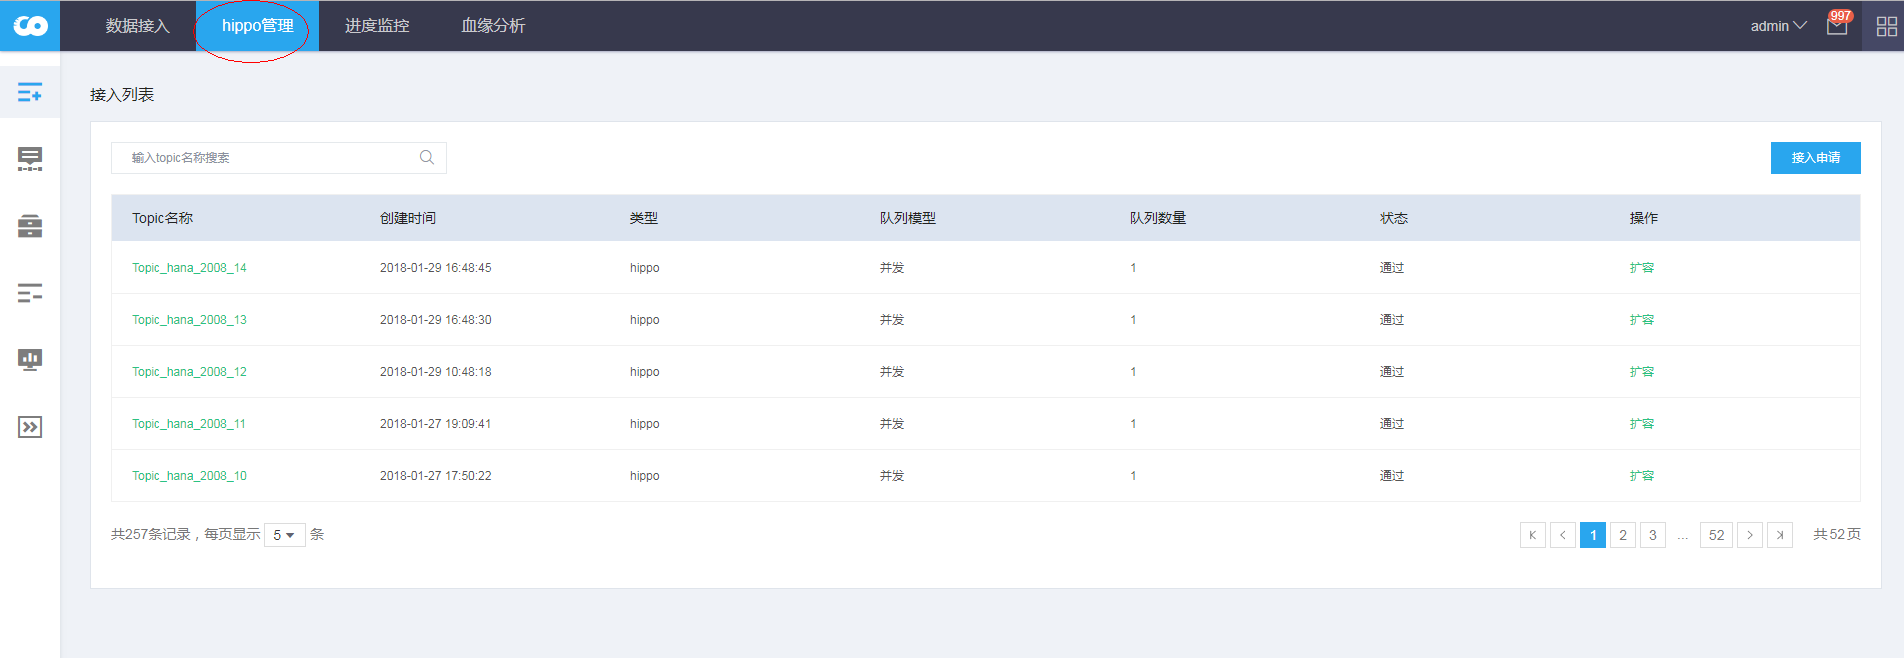 数据接入 hippo管理 进度监控 血缘分析 admin 997
接入列表
输入topic名称搜索 接入申请
Topic名称 创建时间 类型 队列模型 队列数量 状态 操作
Topic_hana_2008_14 2018-01-29 16:48:45 hippo 并发 1 通过 扩容
Topic_hana_2008_13 2018-01-29 16:48:30 hippo 并发 1 通过 扩容
Topic_hana_2008_12 2018-01-29 10:48:18 hippo 并发 1 通过 扩容
Topic_hana_2008_11 2018-01-27 19:09:41 hippo 并发 1 通过 扩容
Topic_hana_2008_10 2018-01-27 17:50:22 hippo 并发 1 通过 扩容
共257条记录，每页显示 5 条 1 2 3 ... 52 共52页